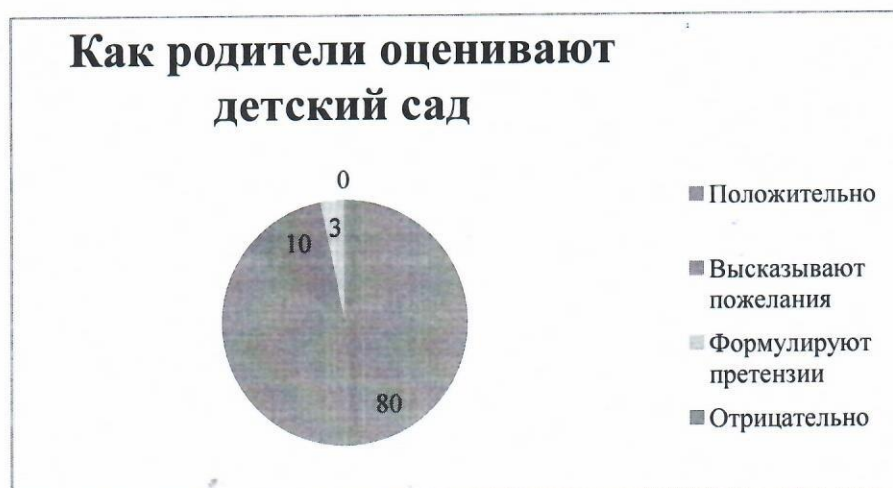 Как родители оценивают
детский сад
0
3
10
80
Положительно
Высказывают
пожелания
Формулируют
претензии
Отрицательно